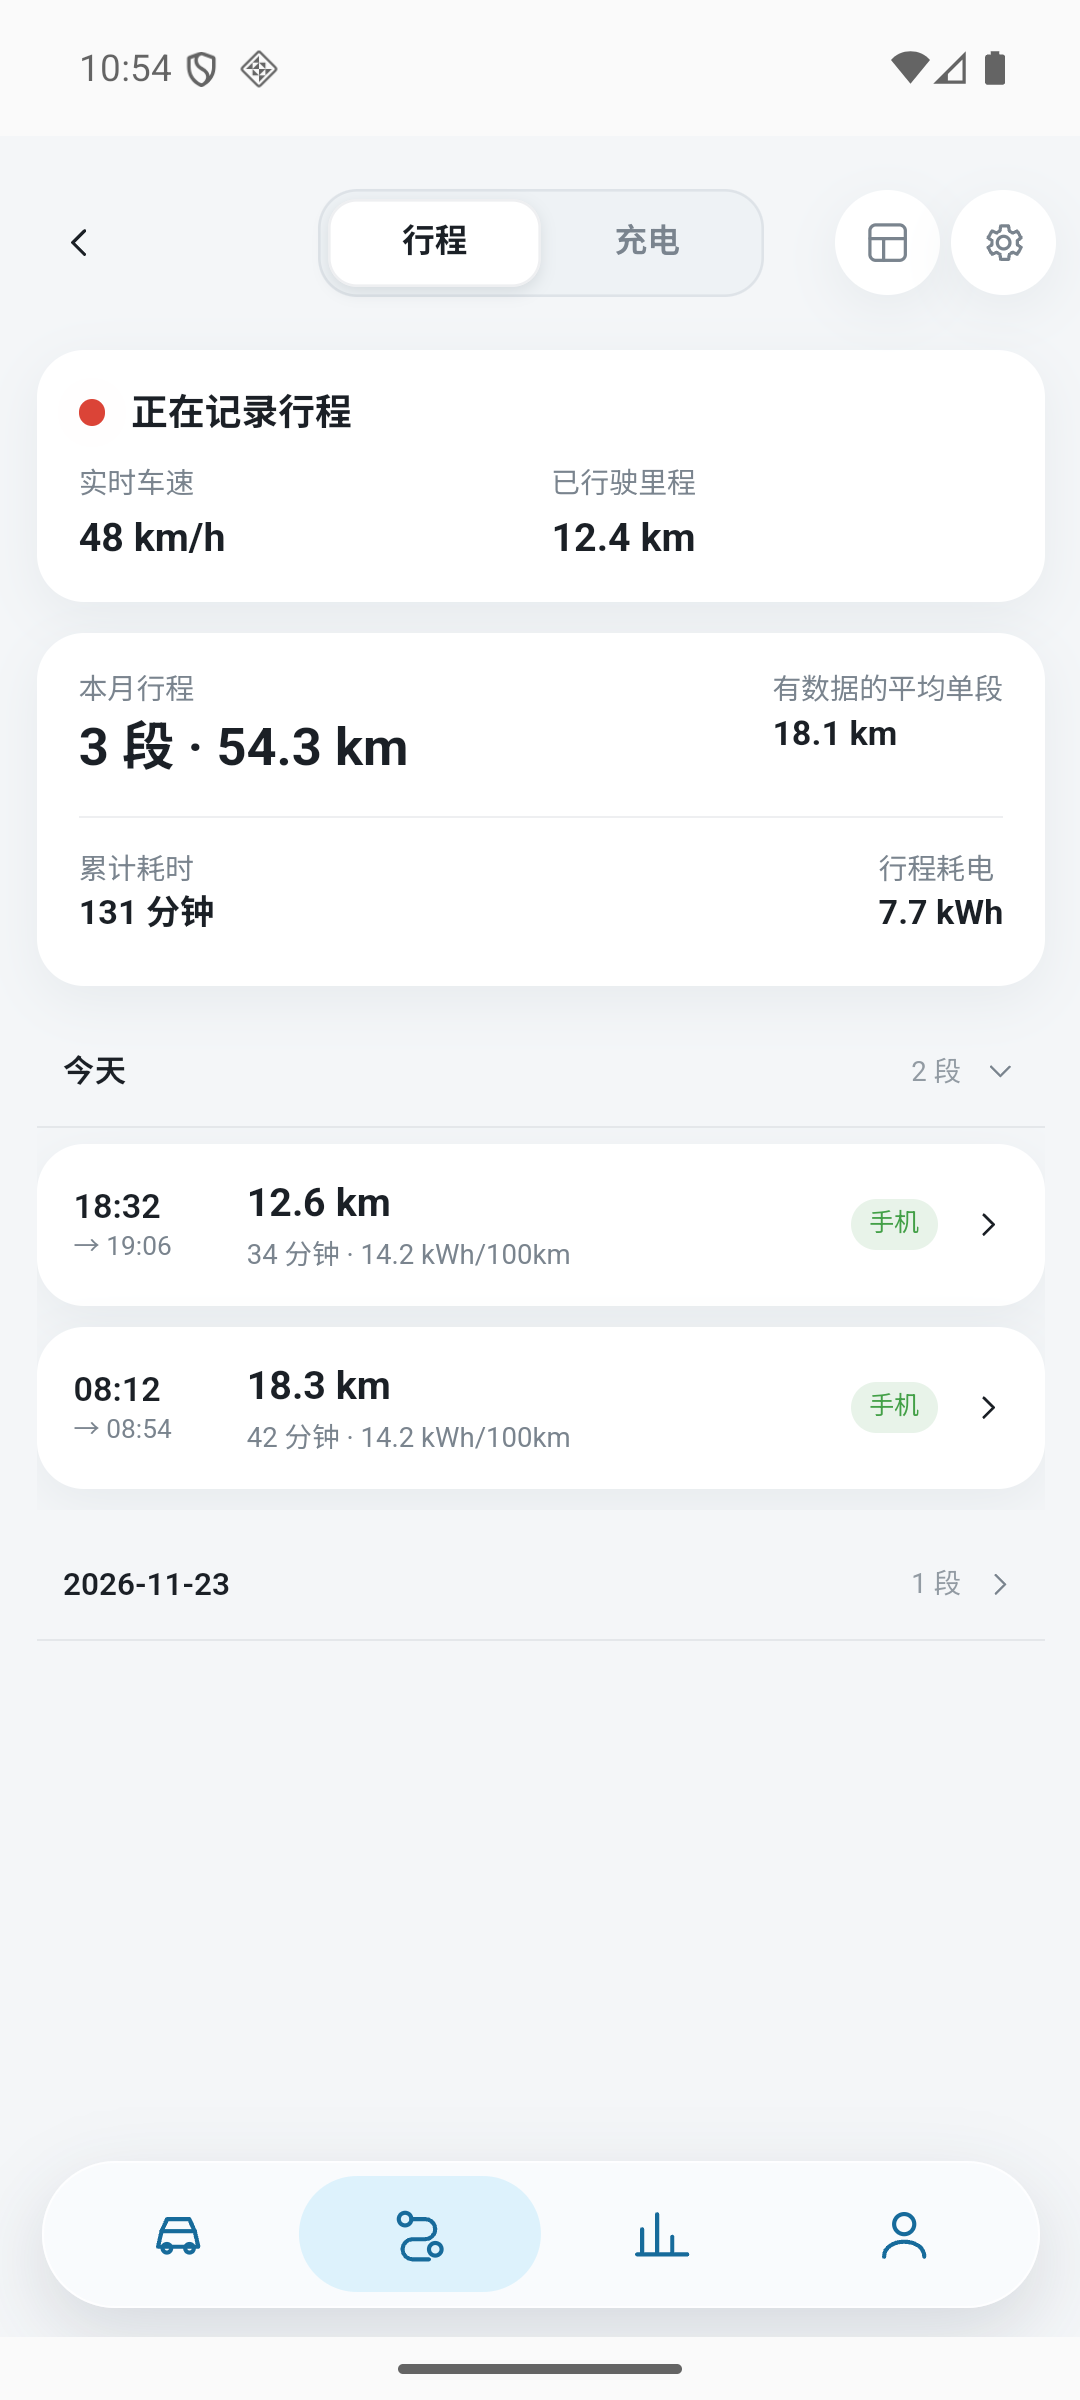 10:54
行程 充电
正在记录行程
实时车速 已行驶里程
48 km/h 12.4 km
本月行程 有数据的平均单段
3 段 · 54.3 km 18.1 km
累计耗时 行程耗电
131 分钟 7.7 kWh
今天 2 段
18:32 12.6 km 手机
→ 19:06 34 分钟 · 14.2 kWh/100km
08:12 18.3 km 手机
→ 08:54 42 分钟 · 14.2 kWh/100km
2026-11-23 1 段